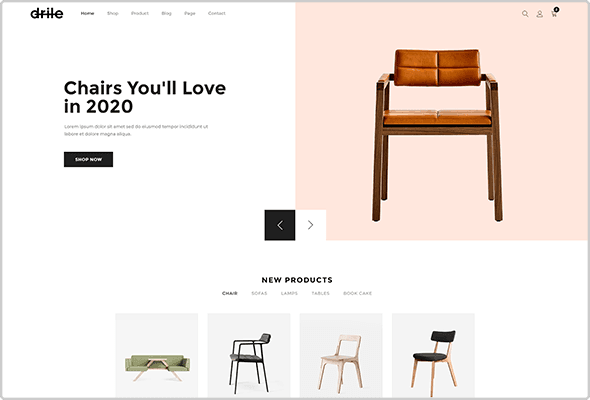 drile
Home Shop Product Blog Page Contact
Chairs You'll Love
in 2020
Lorem ipsum dolor sit amet sed do eiusmod tempor incididunt ut
labore et dolore magna aliqua.
SHOP NOW
NEW PRODUCTS
CHAIR SOFAS LAMPS TABLES BOOK CAKE